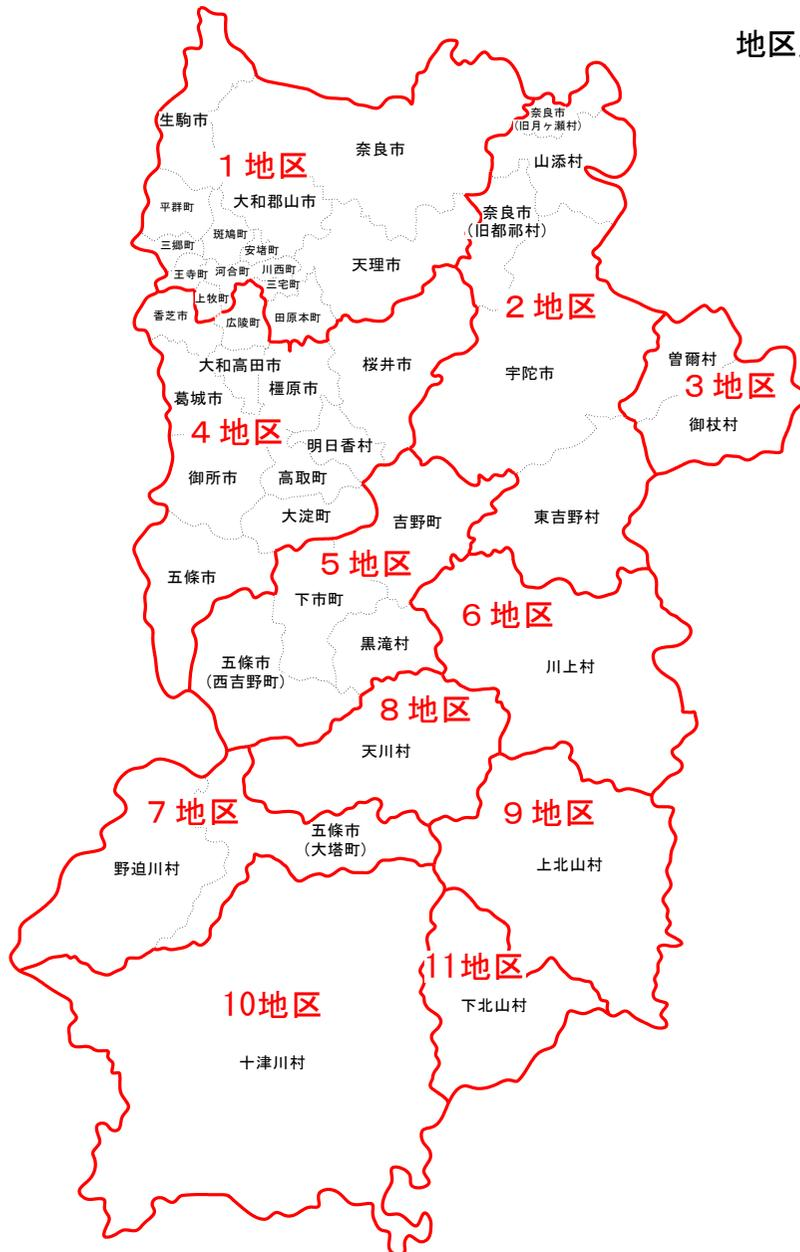 地区
生駒市
奈良市
(旧月ヶ瀬村)
奈良市
1地区
山添村
平群町
大和郡山市
奈良市
(旧都祁村)
斑鳩町
三郷町
安堵町
天理市
王寺町
河合町
川西町
三宅町
上牧町
2地区
香芝市
広陵町
田原本町
大和高田市
桜井市
宇陀市
曽爾村
橿原市
3地区
葛城市
御杖村
4地区
明日香村
御所市
高取町
大淀町
吉野町
東吉野村
5地区
五條市
下市町
6地区
黒滝村
五條市
(西吉野町)
川上村
8地区
天川村
7地区
9地区
五條市
(大塔町)
野迫川村
上北山村
11地区
10地区
下北山村
十津川村